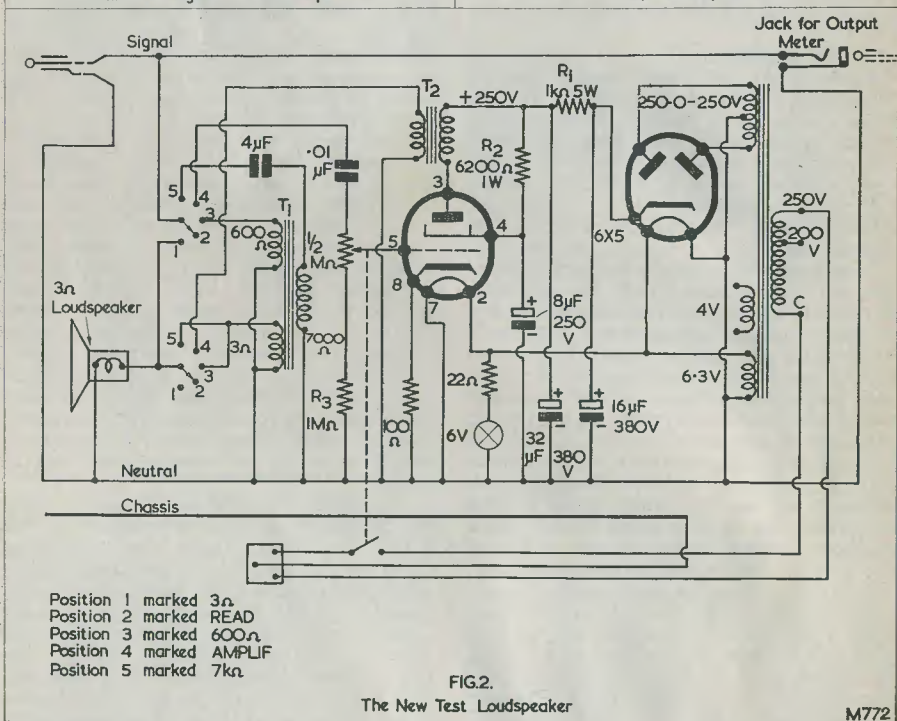 Jack for Output
Meter
Signal
T2
+250V
R1
1kΩ 5W
250-0-250V
4µF
·01
µF
R2
6200Ω
1W
5
4
3
2
1
600Ω
T1
1/2
MΩ
7000
Ω
3
4
5
8
7
2
6X5
250V
200
V
4V
C
6·3V
3Ω
Loudspeaker
5
4
3
2
1
3Ω
R3
1MΩ
100
Ω
22Ω
6V
8µF
250
V
32
µF
380
V
16µF
380V
Neutral
Chassis
Position 1 marked 3Ω
Position 2 marked READ
Position 3 marked 600Ω
Position 4 marked AMPLIF
Position 5 marked 7kΩ
FIG.2.
The New Test Loudspeaker
M772